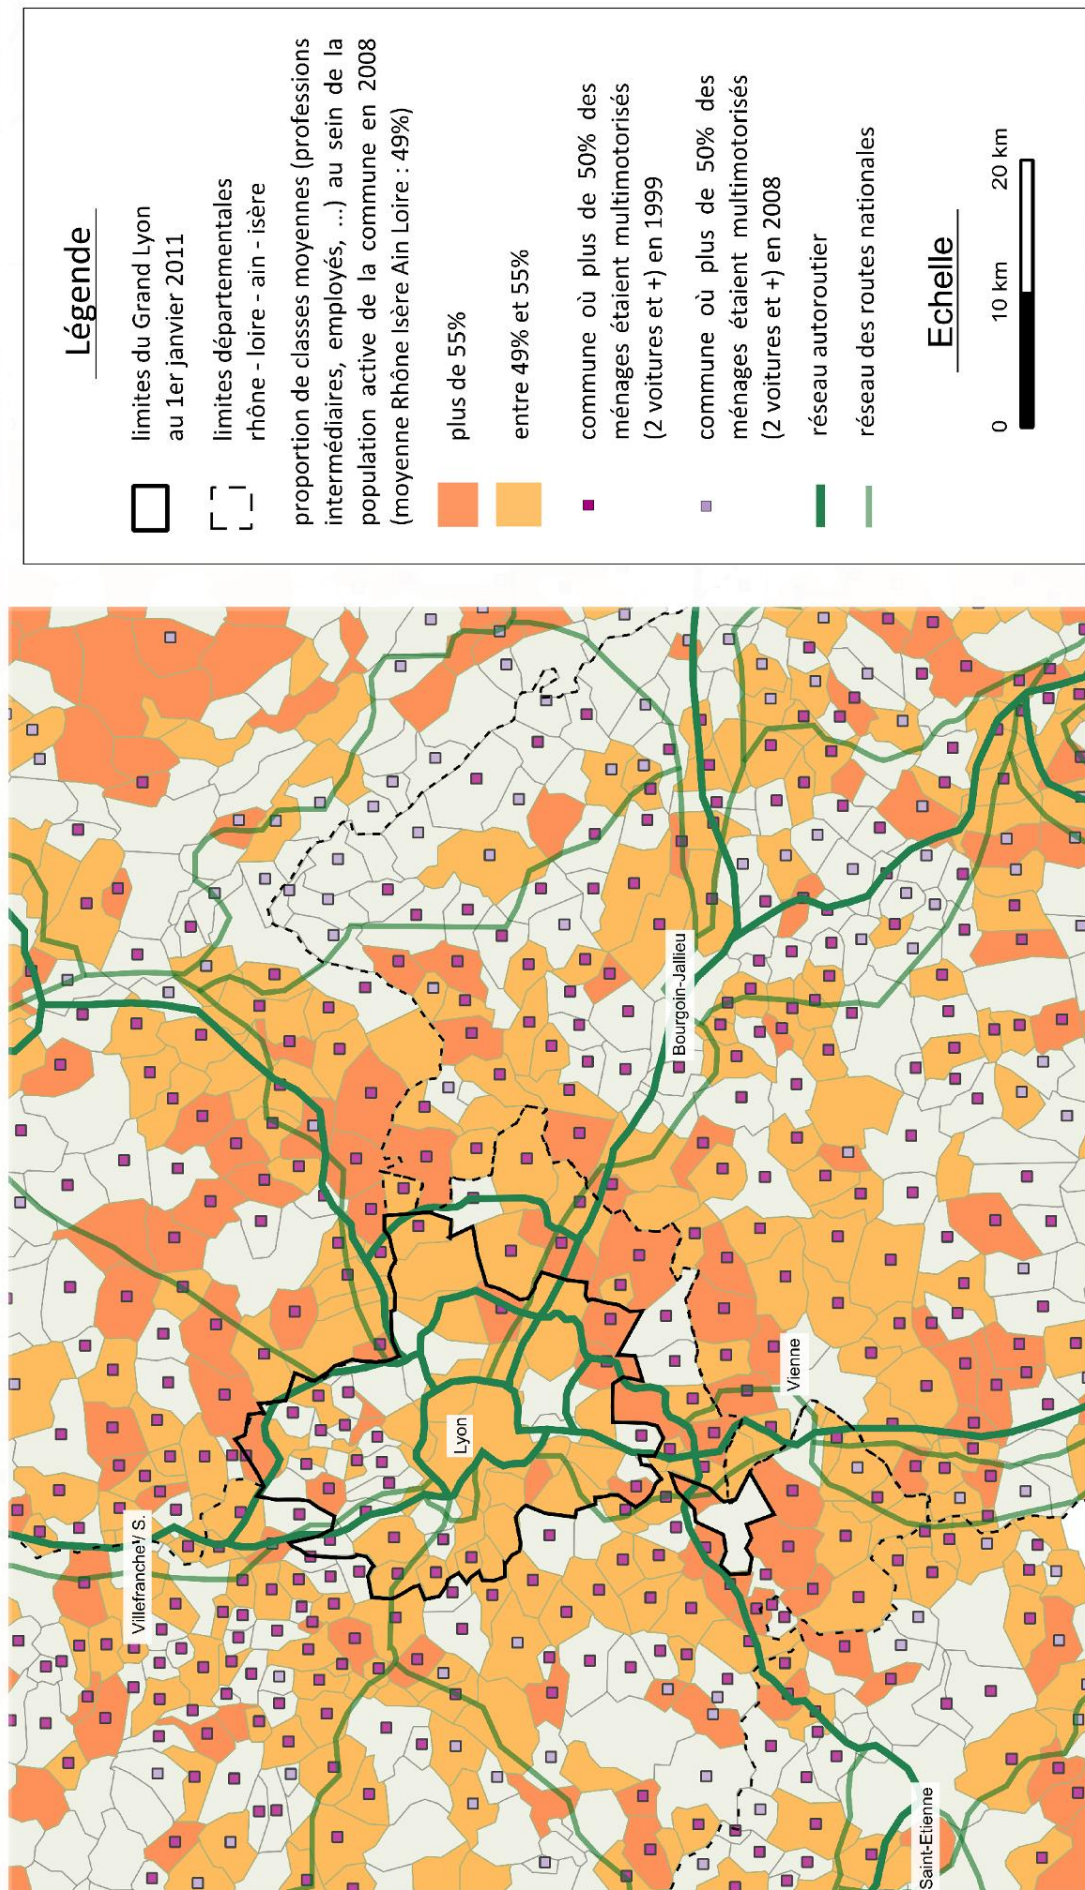 Légende
limites du Grand Lyon
au 1er janvier 2011
limites départementales
rhône - loire - ain - isère
proportion de classes moyennes (professions
intermédiaires, employés, ...) au sein de la
population active de la commune en 2008
(moyenne Rhône Isère Ain Loire : 49%)
plus de 55%
entre 49% et 55%
commune où plus de 50% des
ménages étaient multimotorisés
(2 voitures et +) en 1999
commune où plus de 50% des
ménages étaient multimotorisés
(2 voitures et +) en 2008
réseau autoroutier
réseau des routes nationales
Echelle
0 10 km 20 km
Villefranche / S.
Lyon
Bourgoin-Jallieu
Vienne
Saint-Etienne